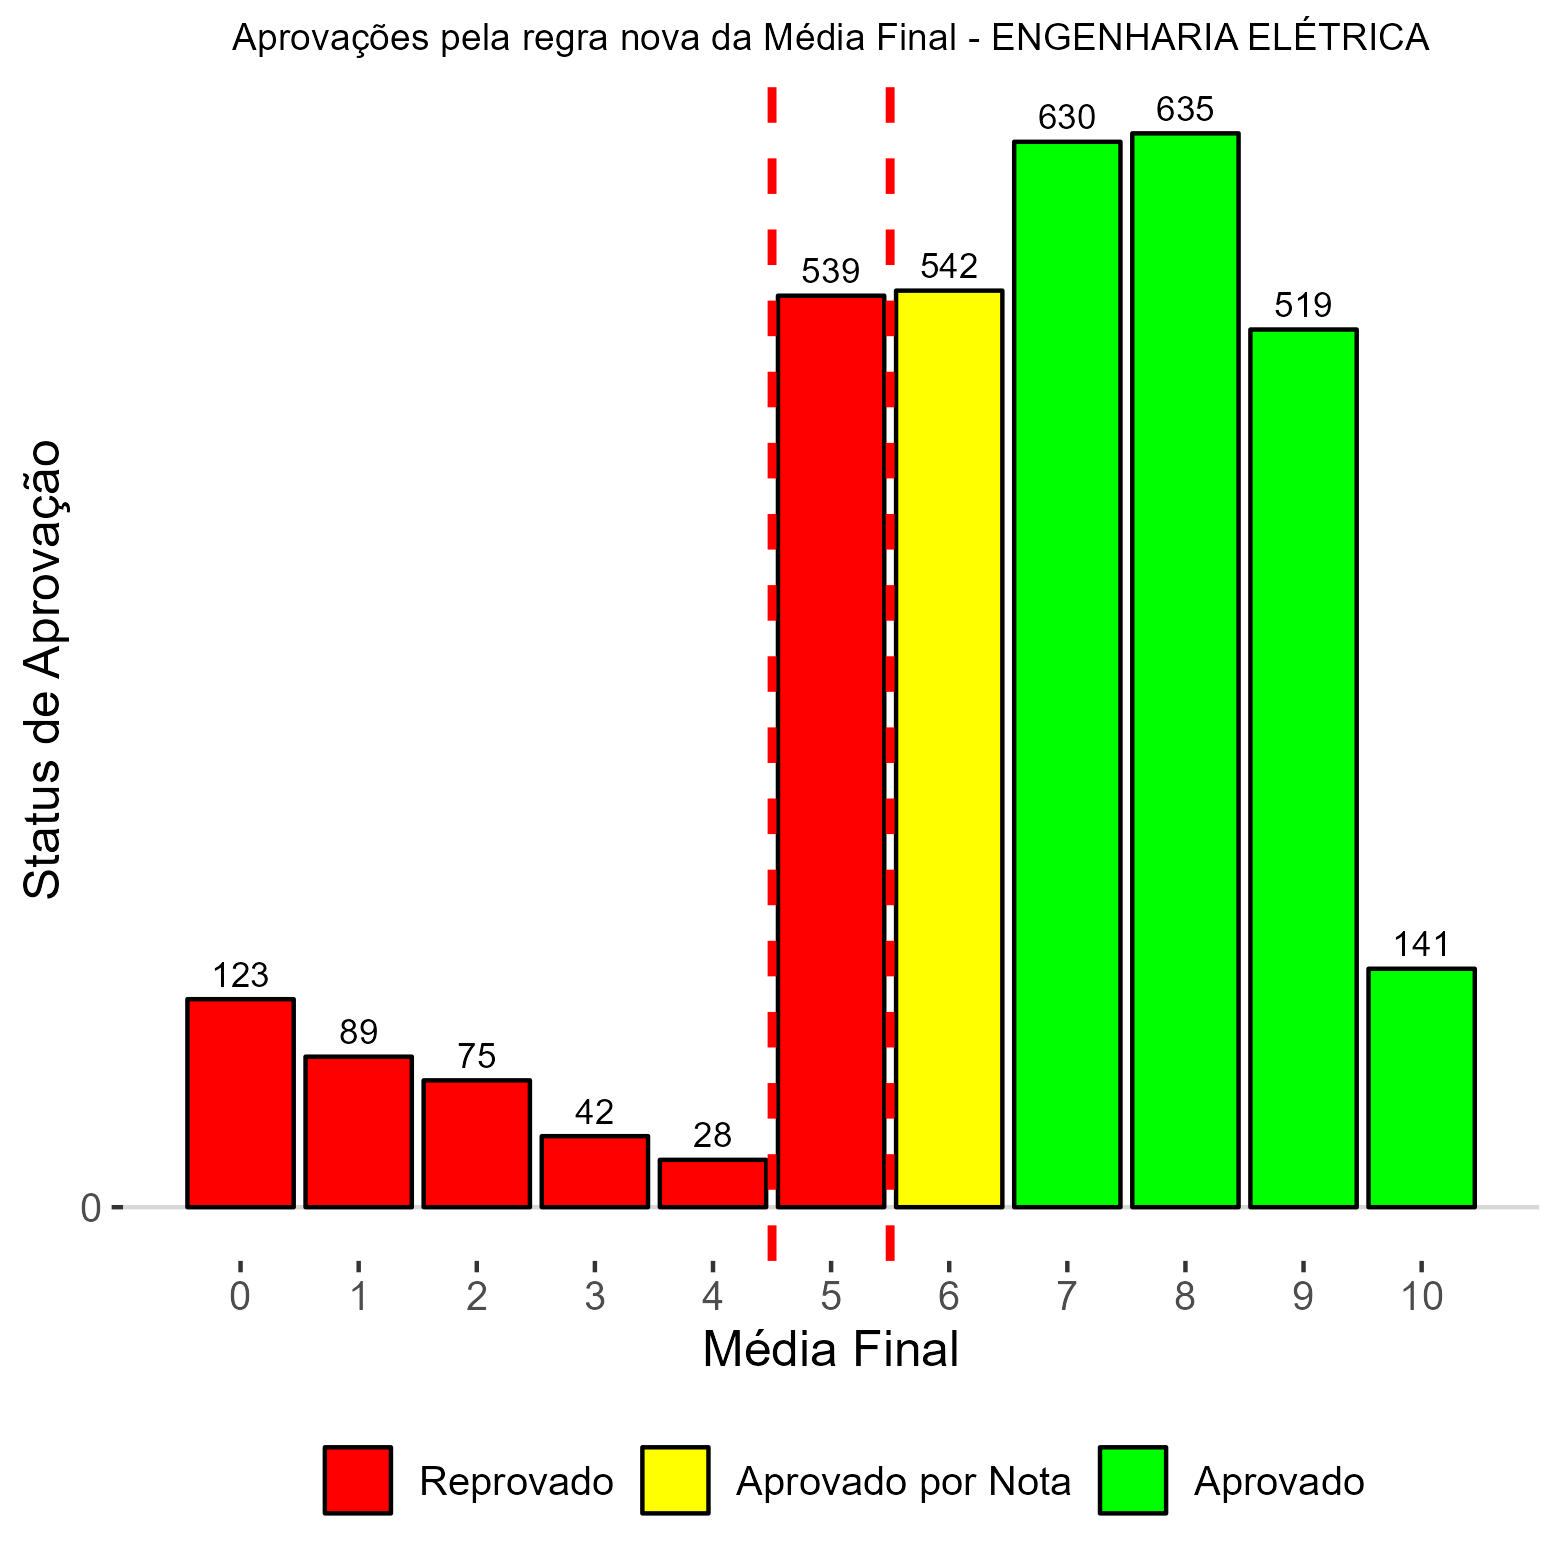 Aprovações pela regra nova da Média Final - ENGENHARIA ELÉTRICA
Status de Aprovação
635
630
542
539
519
141
123
89
75
42
28
0
0 1 2 3 4 5 6 7 8 9 10
Média Final
Reprovado Aprovado por Nota Aprovado